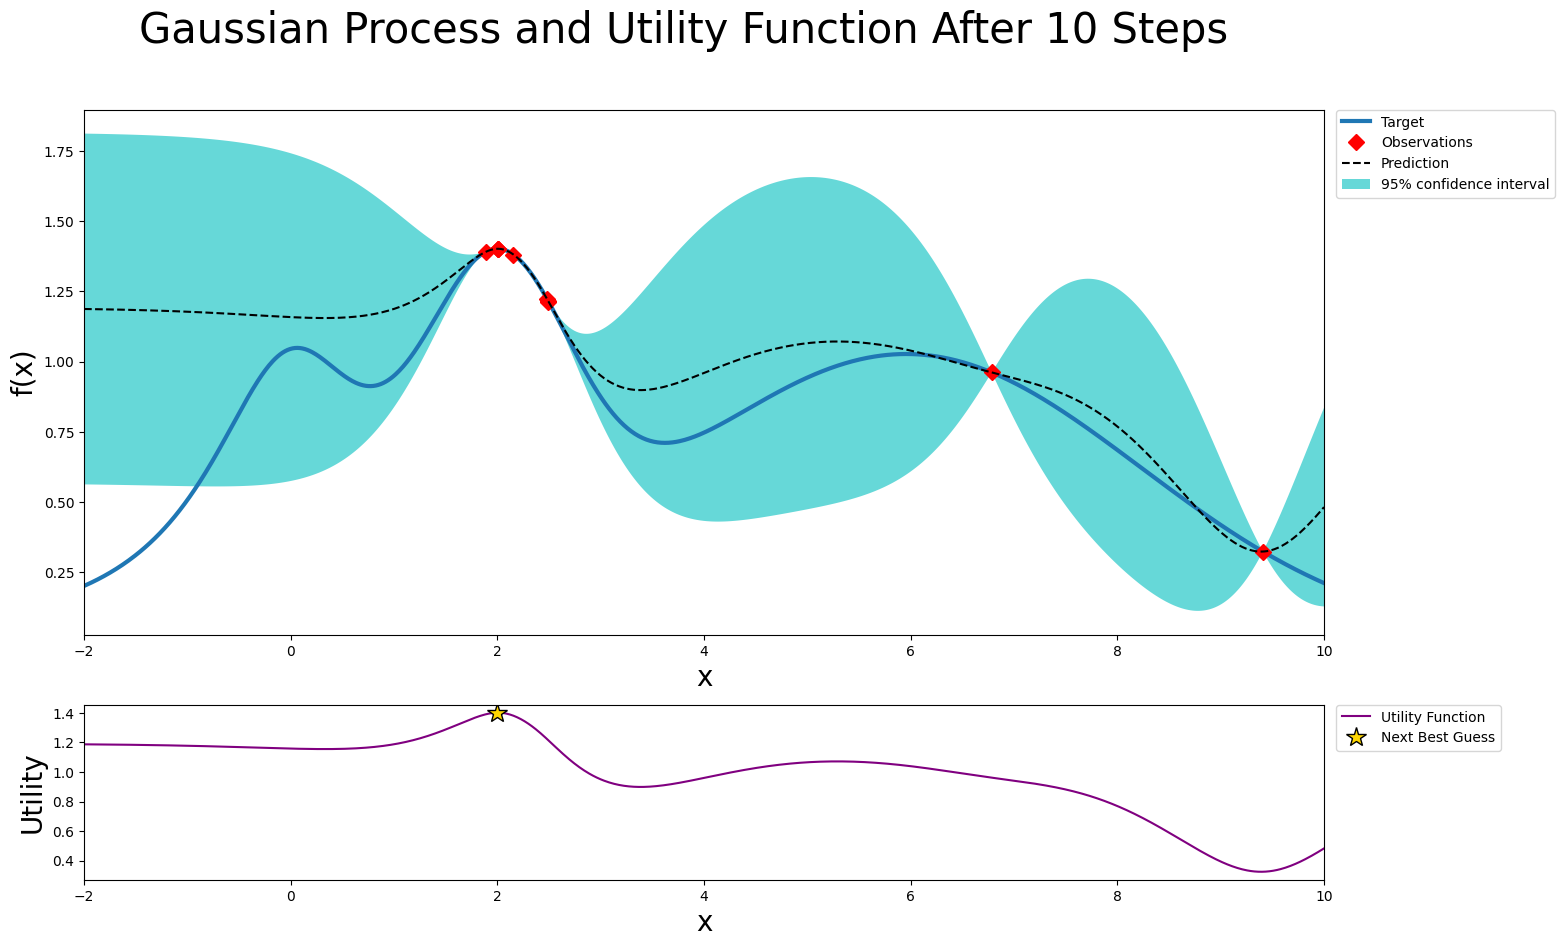 Gaussian Process and Utility Function After 10 Steps
1.75
1.50
1.25
1.00
0.75
0.50
0.25
f(x)
−2
0
2
4
6
8
10
x
Target
Observations
Prediction
95% confidence interval
1.4
1.2
1.0
0.8
0.6
0.4
Utility
−2
0
2
4
6
8
10
x
Utility Function
Next Best Guess